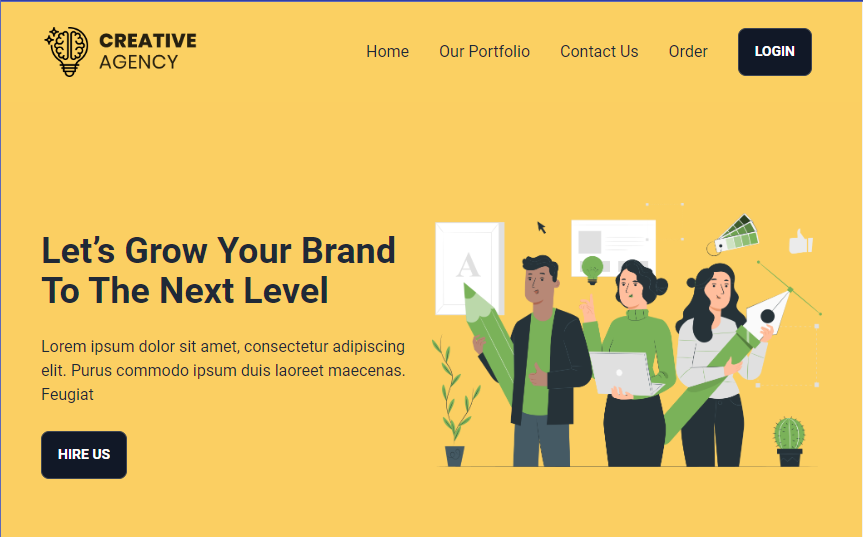 CREATIVE
AGENCY
Home Our Portfolio Contact Us Order LOGIN
Let’s Grow Your Brand
To The Next Level
A
Lorem ipsum dolor sit amet, consectetur adipiscing
elit. Purus commodo ipsum duis laoreet maecenas.
Feugiat
HIRE US